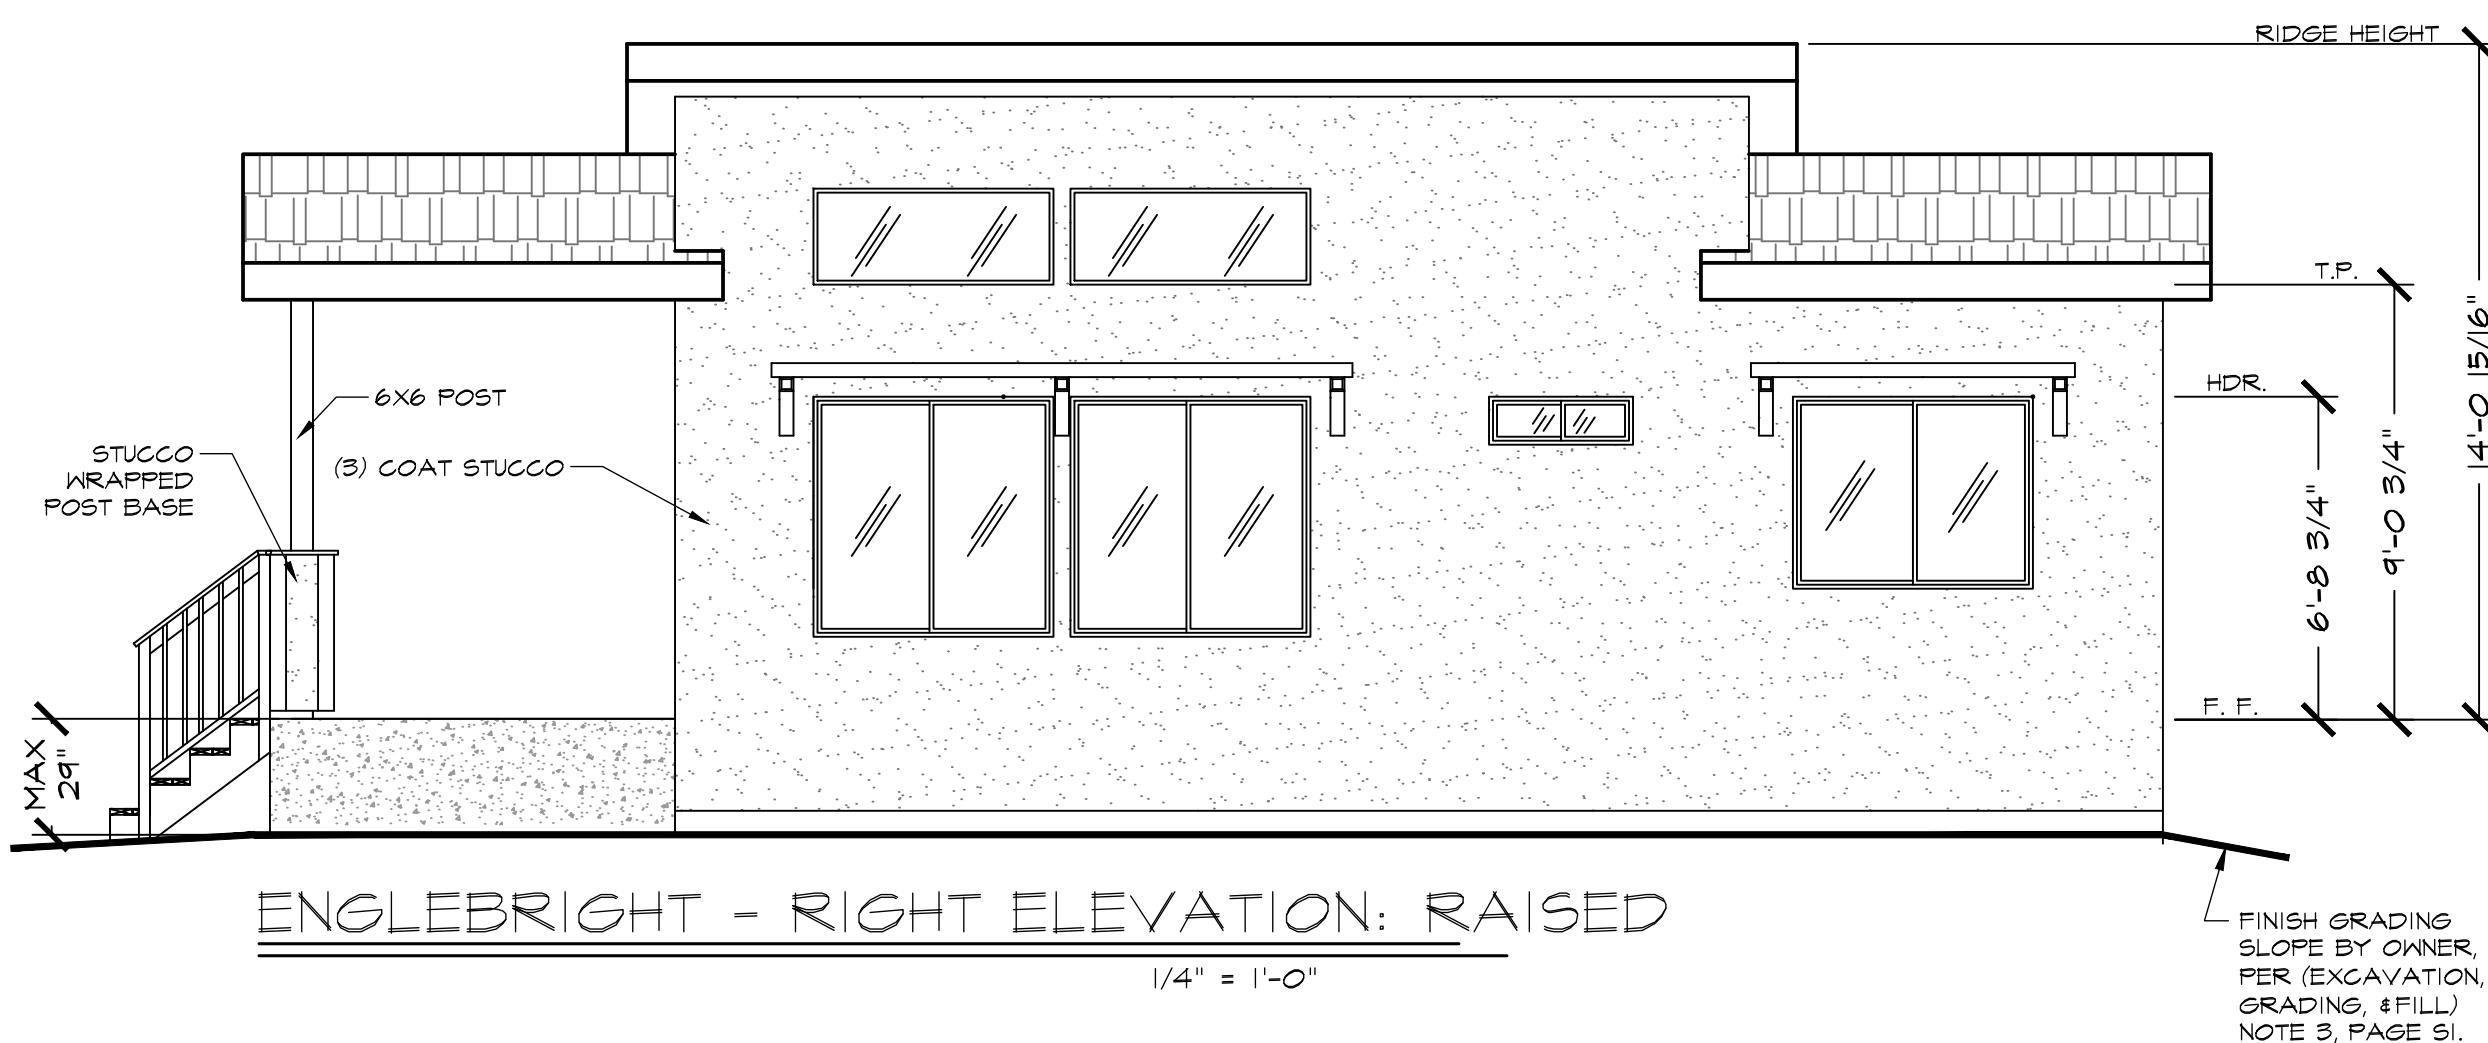 RIDGE HEIGHT
T.P.
HDR.
F. F.
6'-8 3/4"
9'-0 3/4"
14'-0 15/16"
6X6 POST
STUCCO
WRAPPED
POST BASE
(3) COAT STUCCO
MAX
29"
ENGLEBRIGHT - RIGHT ELEVATION: RAISED
1/4" = 1'-0"
FINISH GRADING
SLOPE BY OWNER,
PER (EXCAVATION,
GRADING, &FILL)
NOTE 3, PAGE S1.